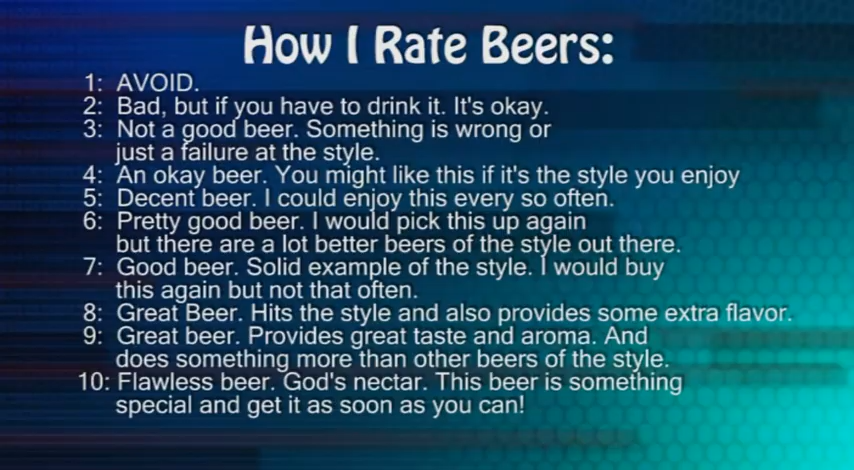 How I Rate Beers:
1: AVOID.
2: Bad, but if you have to drink it. It's okay.
3: Not a good beer. Something is wrong or
just a failure at the style.
4: An okay beer. You might like this if it's the style you enjoy
5: Decent beer. I could enjoy this every so often.
6: Pretty good beer. I would pick this up again
but there are a lot better beers of the style out there.
7: Good beer. Solid example of the style. I would buy
this again but not that often.
8: Great Beer. Hits the style and also provides some extra flavor.
9: Great beer. Provides great taste and aroma. And
does something more than other beers of the style.
10: Flawless beer. God's nectar. This beer is something
special and get it as soon as you can!